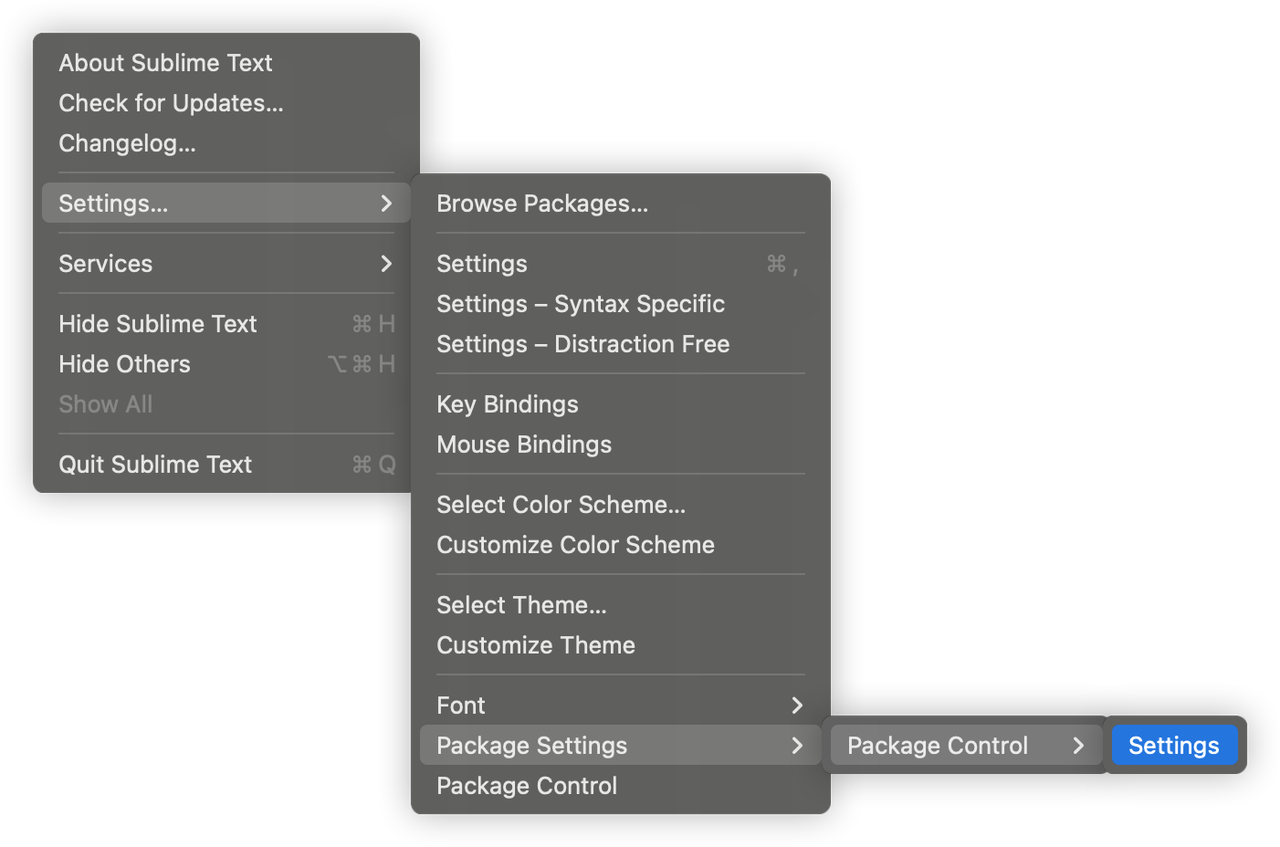 About Sublime Text
Check for Updates...
Changelog...
Settings...
Services
Hide Sublime Text ⌘ H
Hide Others ⌥ ⌘ H
Show All
Quit Sublime Text ⌘ Q
Browse Packages...
Settings ⌘ ,
Settings – Syntax Specific
Settings – Distraction Free
Key Bindings
Mouse Bindings
Select Color Scheme...
Customize Color Scheme
Select Theme...
Customize Theme
Font
Package Settings
Package Control
Package Control
Settings